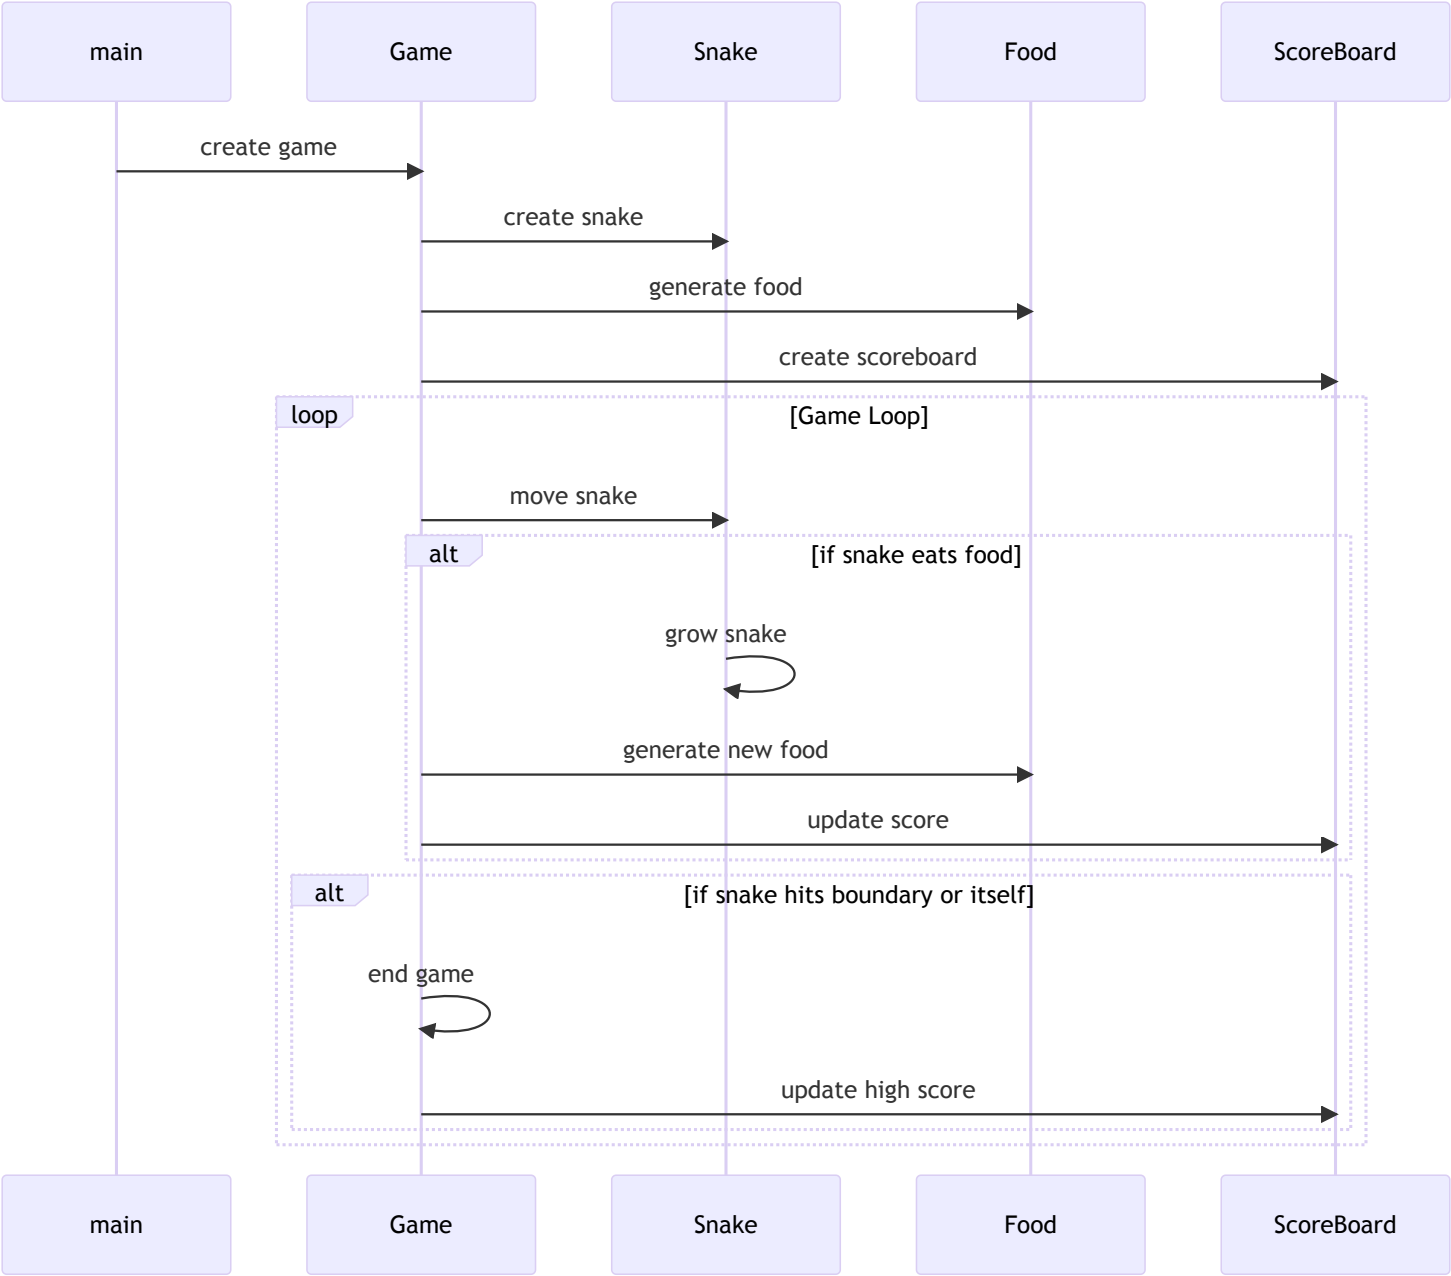 main
Game
Snake
Food
ScoreBoard
create game
create snake
generate food
create scoreboard
loop
[Game Loop]
move snake
alt
[if snake eats food]
grow snake
generate new food
update score
alt
[if snake hits boundary or itself]
end game
update high score
main
Game
Snake
Food
ScoreBoard